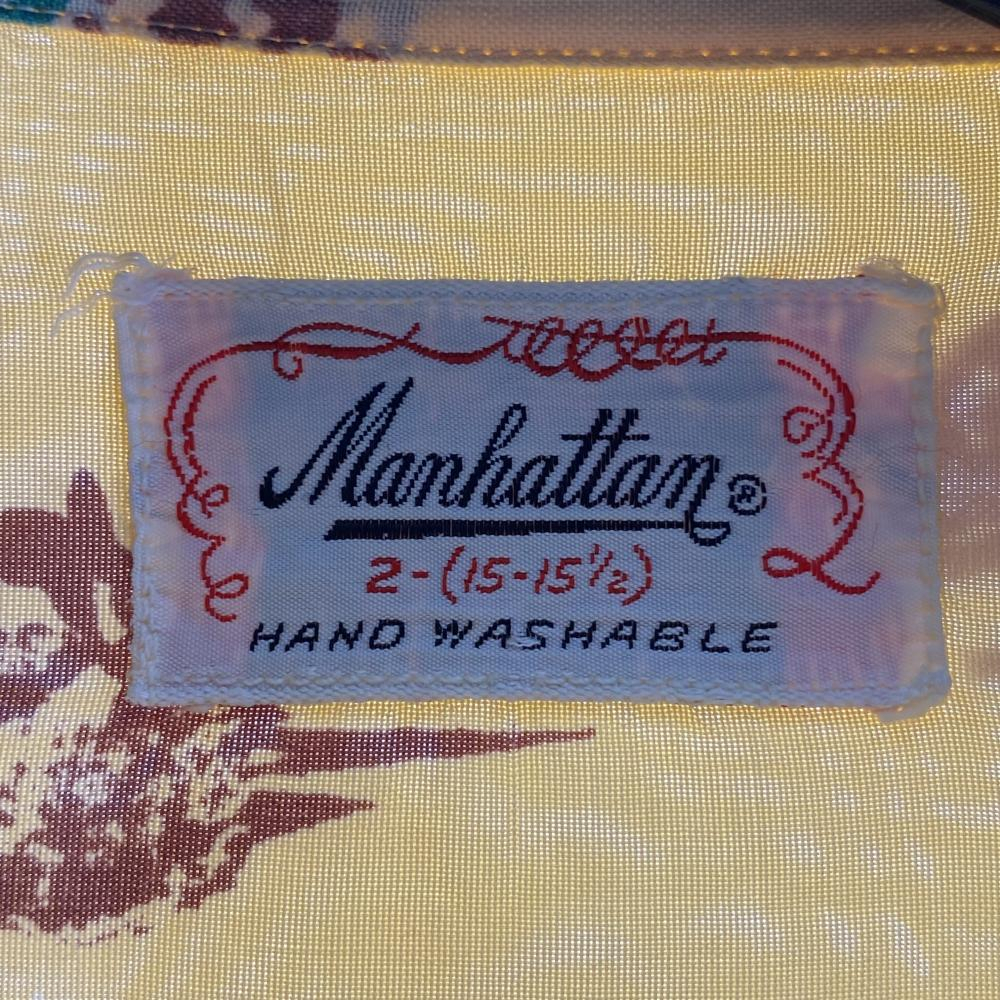 Manhattan®
2-(15-15½)
HAND WASHABLE